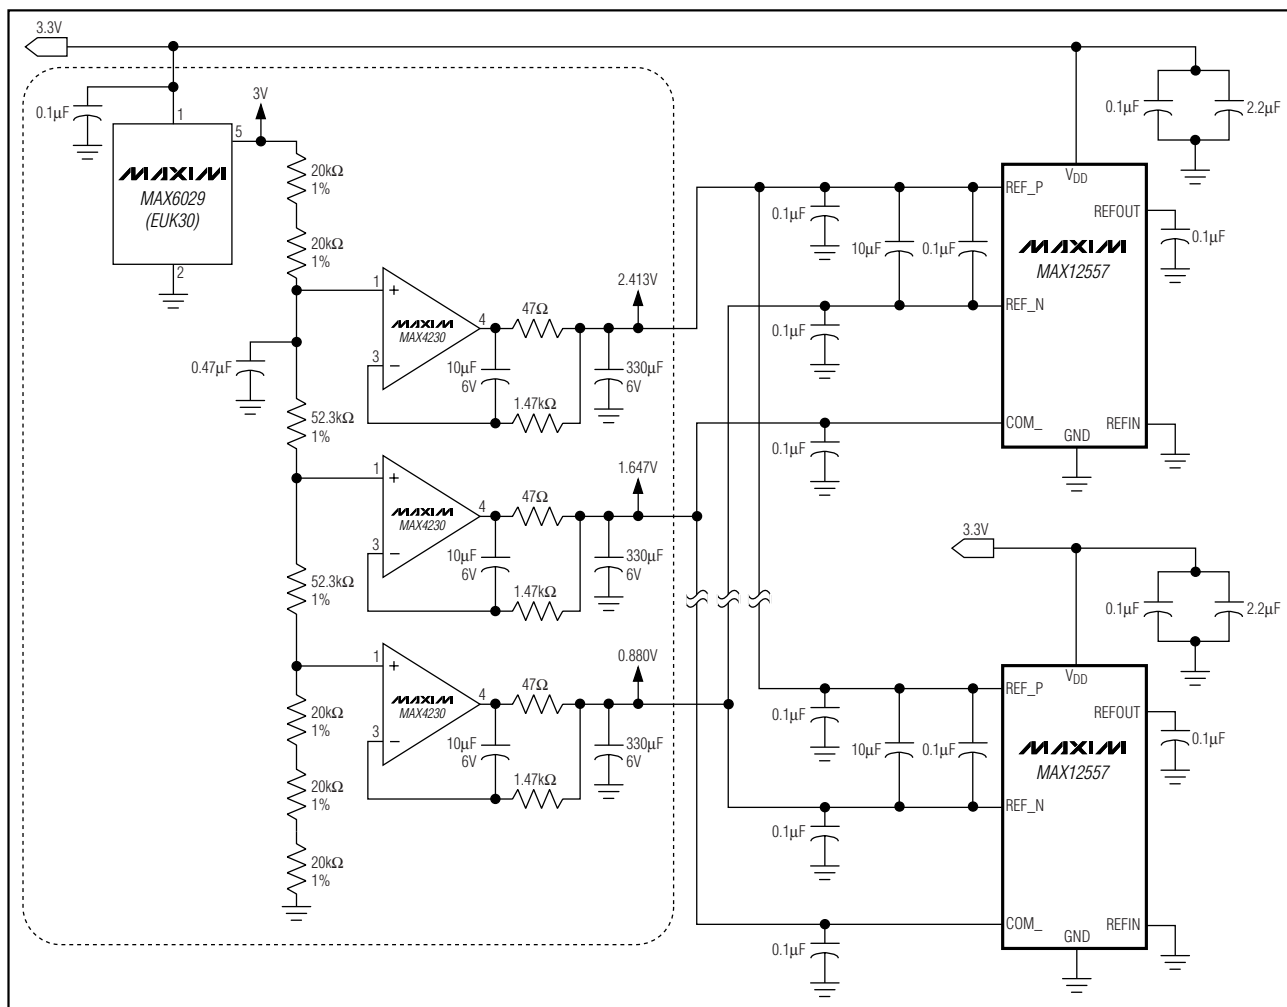 3.3V
0.1µF
1
3V
5
MAXIM
MAX6029
(EUK30)
2
20kΩ
1%
20kΩ
1%
0.47µF
52.3kΩ
1%
52.3kΩ
1%
20kΩ
1%
20kΩ
1%
20kΩ
1%
1
+
MAXIM
MAX4230
3
−
4
47Ω
10µF
6V
1.47kΩ
2.413V
330µF
6V
1
+
MAXIM
MAX4230
3
−
4
47Ω
10µF
6V
1.47kΩ
1.647V
330µF
6V
1
+
MAXIM
MAX4230
3
−
4
47Ω
10µF
6V
1.47kΩ
0.880V
330µF
6V
0.1µF
2.2µF
0.1µF
10µF
0.1µF
0.1µF
0.1µF
VDD
REF_P
REFOUT
0.1µF
MAXIM
MAX12557
REF_N
COM_
GND
REFIN
3.3V
0.1µF
2.2µF
0.1µF
10µF
0.1µF
0.1µF
0.1µF
VDD
REF_P
REFOUT
0.1µF
MAXIM
MAX12557
REF_N
COM_
GND
REFIN